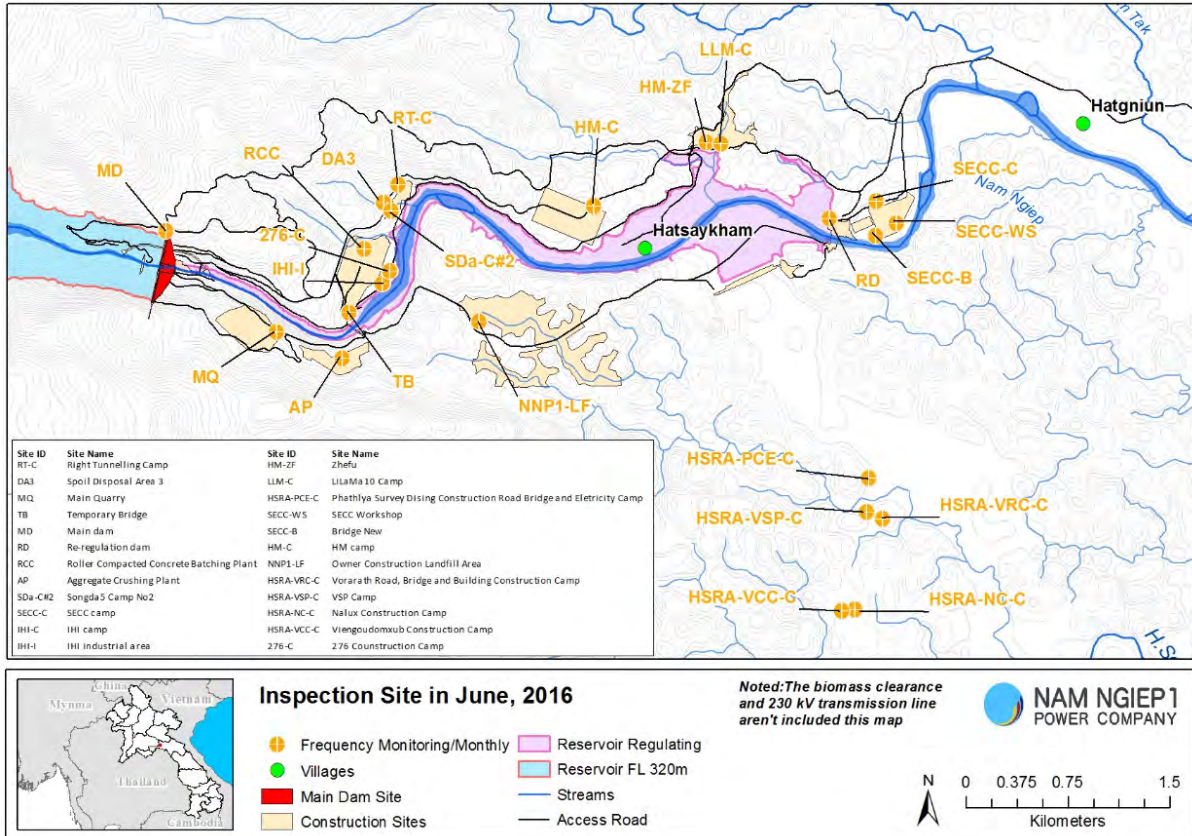 LLM-C
HM-ZF
Hatgniun
RT-C
HM-C
RCC
DA3
MD
SECC-C
Nam Ngiep
276-C
SDa-C#2
Hatsaykham
SECC-WS
IHI-I
RD
SECC-B
MQ
TB
AP
NNP1-LF
HSRA-PCE-C
HSRA-VRC-C
HSRA-VSP-C
HSRA-VCC-C
HSRA-NC-C
Site ID Site Name Site ID Site Name
RT-C Right Tunnelling Camp HM-ZF Zhefu
DA3 Spoil Disposal Area 3 LLM-C LiLaMa 10 Camp
MQ Main Quarry HSRA-PCE-C Phathlya Survey Dising Construction Road Bridge and Eletricity Camp
TB Temporary Bridge SECC-WS SECC Workshop
MD Main dam SECC-B Bridge New
RD Re-regulation dam HM-C HM camp
RCC Roller Compacted Concrete Batching Plant NNP1-LF Owner Construction Landfill Area
AP Aggregate Crushing Plant HSRA-VRC-C Vorarath Road, Bridge and Building Construction Camp
SDa-C#2 Songda5 Camp No2 HSRA-VSP-C VSP Camp
SECC-C SECC camp HSRA-NC-C Nalux Construction Camp
IHI-C IHI camp HSRA-VCC-C Viengoudomxub Construction Camp
IHI-I IHI industrial area 276-C 276 Counstruction Camp
China
Vietnam
Mynma
Thailand
Cambodia
Inspection Site in June, 2016
Frequency Monitoring/Monthly
Villages
Main Dam Site
Construction Sites
Reservoir Regulating
Reservoir FL 320m
Streams
Access Road
Noted:The biomass clearance
and 230 kV transmission line
aren't included this map
NAM NGIEP 1
POWER COMPANY
N
0 0.375 0.75 1.5
Kilometers